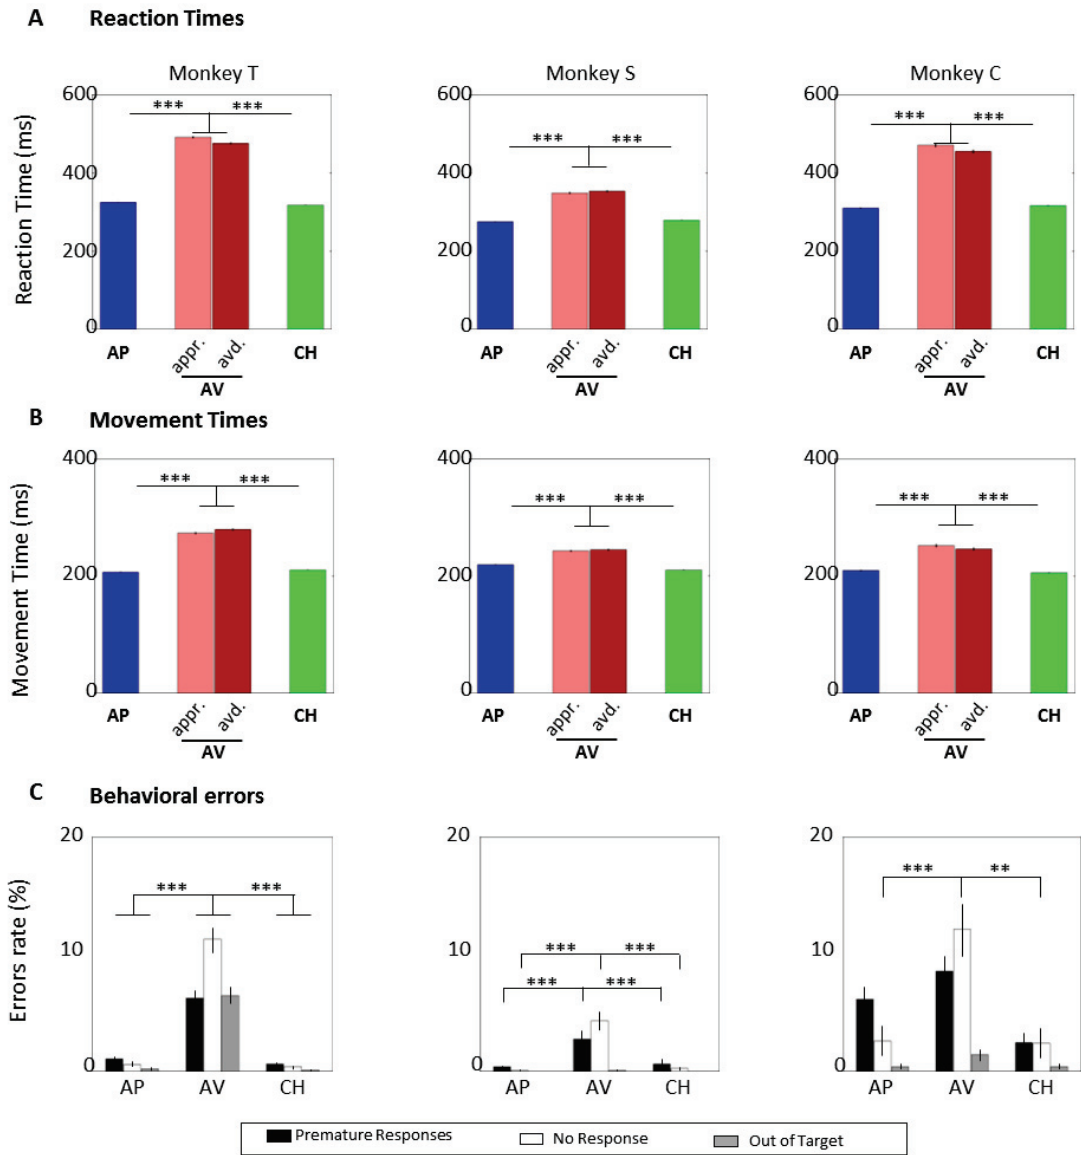 A Reaction Times
Monkey T Monkey S Monkey C
Reaction Time (ms)
600 600 600
*** *** *** *** *** ***
400 400 400
200 200 200
0 0 0
AP appr. avd. CH AP appr. avd. CH AP appr. avd. CH
AV AV AV
B Movement Times
Movement Time (ms)
400 400 400
*** *** *** *** *** ***
200 200 200
0 0 0
AP appr. avd. CH AP appr. avd. CH AP appr. avd. CH
AV AV AV
C Behavioral errors
Errors rate (%)
20 20 20
*** *** *** **
10 10 10
*** ***
*** ***
0 0 0
AP AV CH AP AV CH AP AV CH
Premature Responses No Response Out of Target